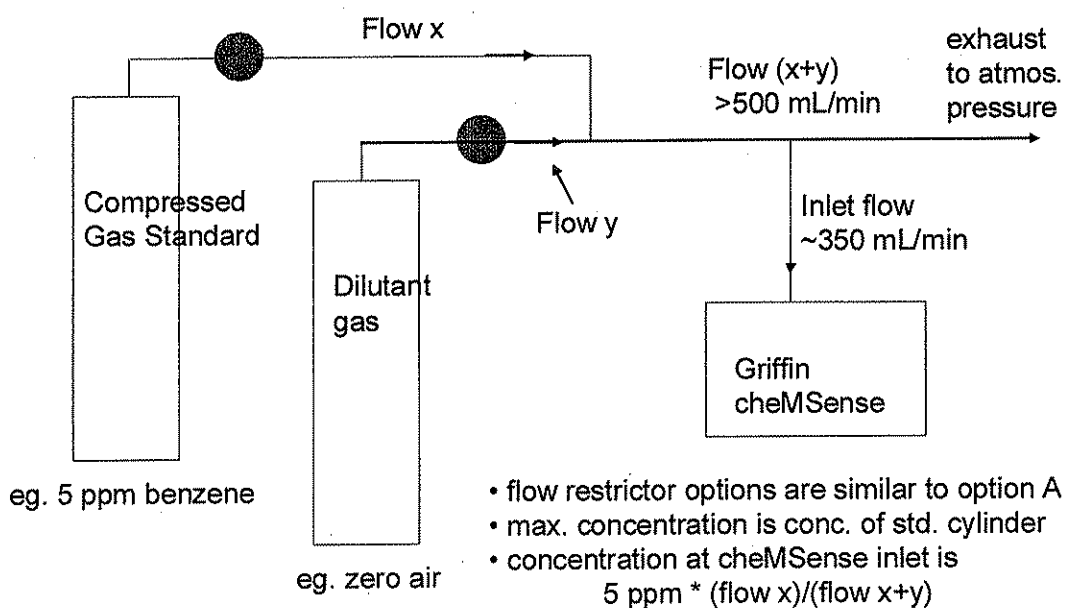 Flow x
exhaust
to atmos.
pressure
Flow (x+y)
>500 mL/min
Compressed
Gas Standard
Flow y
Inlet flow
~350 mL/min
Dilutant
gas
Griffin
cheMSense
eg. 5 ppm benzene
eg. zero air
• flow restrictor options are similar to option A
• max. concentration is conc. of std. cylinder
• concentration at cheMSense inlet is
5 ppm * (flow x)/(flow x+y)